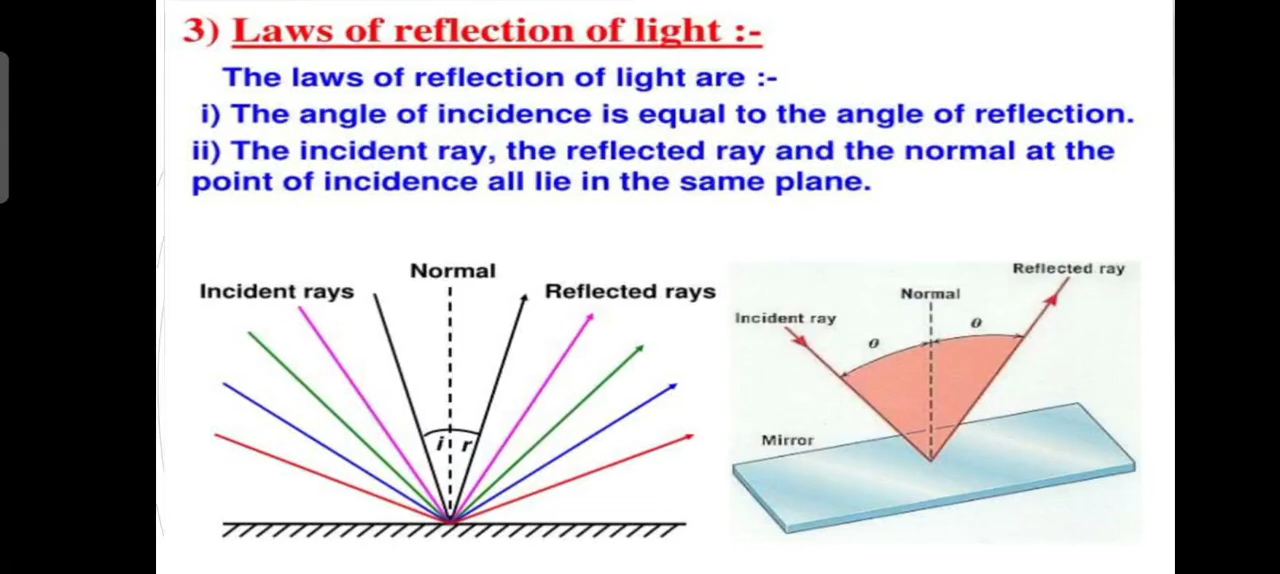 3) Laws of reflection of light :-
The laws of reflection of light are :-
i) The angle of incidence is equal to the angle of reflection.
ii) The incident ray, the reflected ray and the normal at the
point of incidence all lie in the same plane.
Normal
Incident rays
Reflected rays
i r
Reflected ray
Normal
Incident ray
θ
θ
Mirror